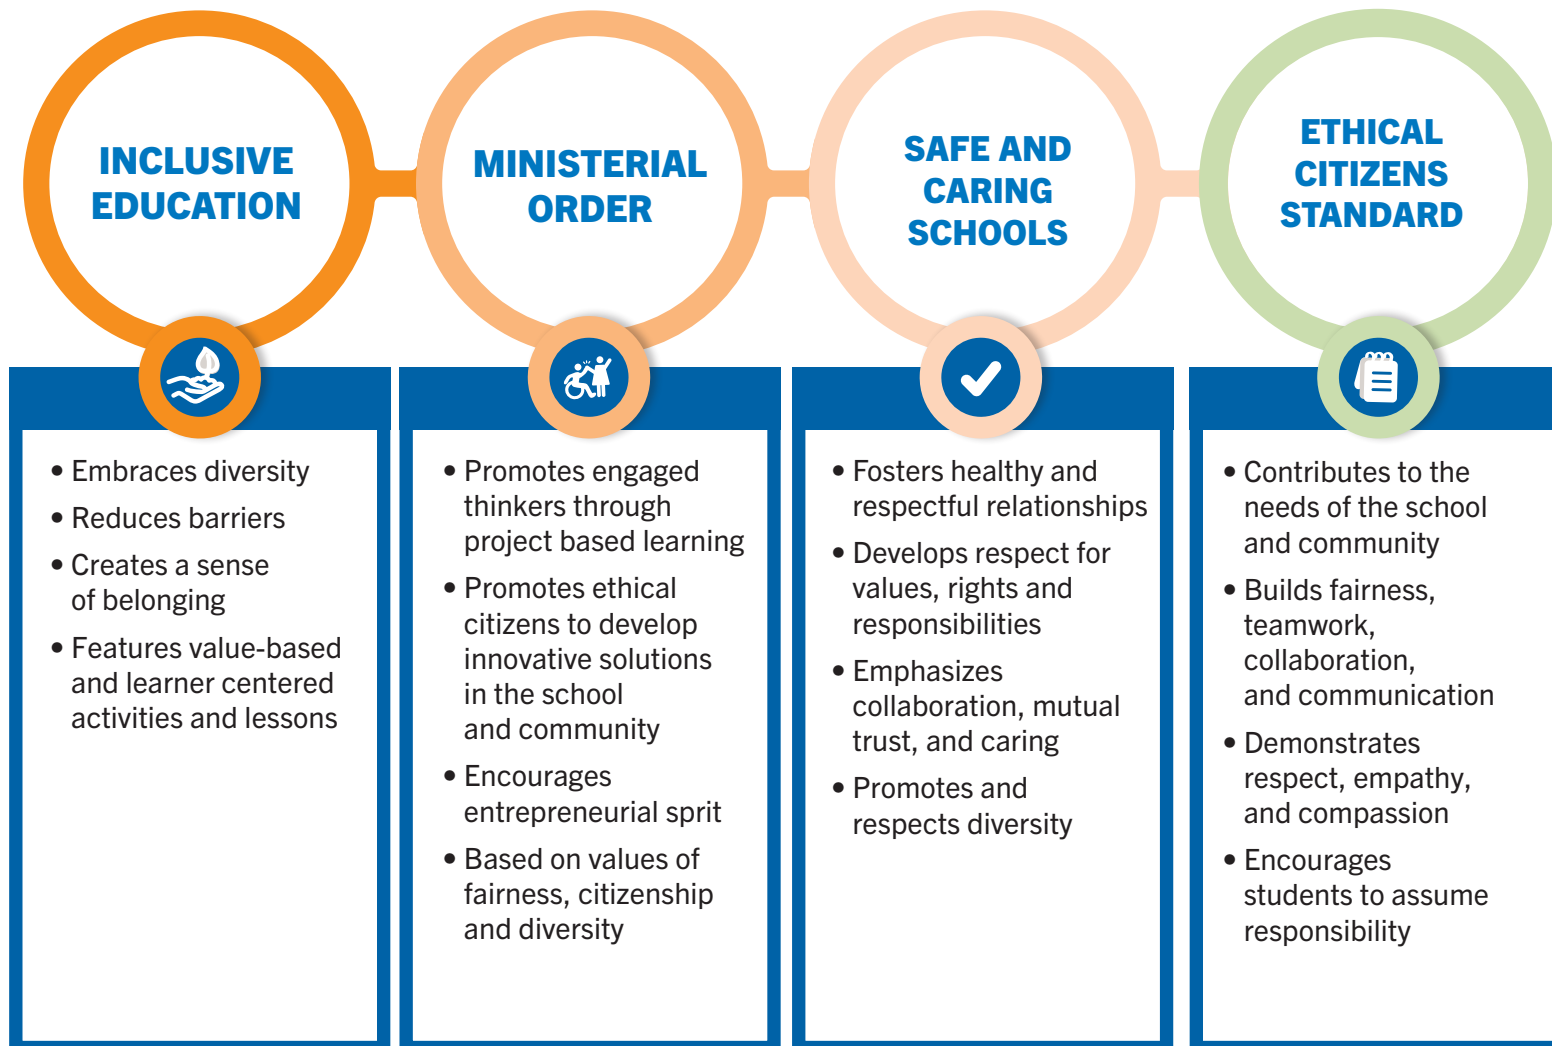 INCLUSIVE
EDUCATION
• Embraces diversity
• Reduces barriers
• Creates a sense
of belonging
• Features value-based
and learner centered
activities and lessons
MINISTERIAL
ORDER
• Promotes engaged
thinkers through
project based learning
• Promotes ethical
citizens to develop
innovative solutions
in the school
and community
• Encourages
entrepreneurial sprit
• Based on values of
fairness, citizenship
and diversity
SAFE AND
CARING
SCHOOLS
• Fosters healthy and
respectful relationships
• Develops respect for
values, rights and
responsibilities
• Emphasizes
collaboration, mutual
trust, and caring
• Promotes and
respects diversity
ETHICAL
CITIZENS
STANDARD
• Contributes to the
needs of the school
and community
• Builds fairness,
teamwork,
collaboration,
and communication
• Demonstrates
respect, empathy,
and compassion
• Encourages
students to assume
responsibility